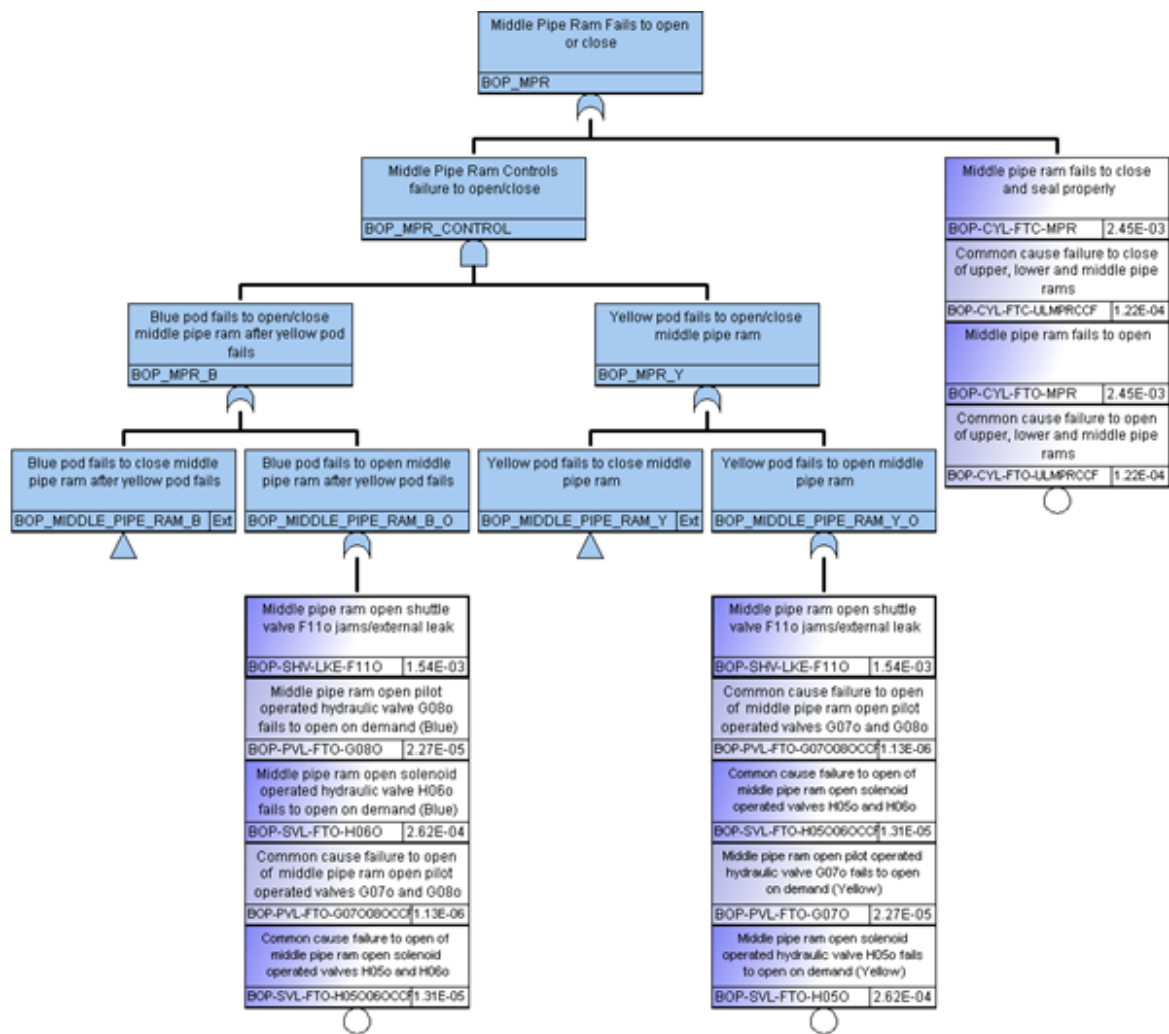 Middle Pipe Ram Fails to open
or close
BOP_MPR
Middle Pipe Ram Controls
failure to open/close
BOP_MPR_CONTROL
Middle pipe ram fails to close
and seal properly
BOP-CYL-FTC-MPR 2.45E-03
Common cause failure to close
of upper, lower and middle pipe
rams
BOP-CYL-FTC-ULMPRCCF 1.22E-04
Middle pipe ram fails to open
BOP-CYL-FTO-MPR 2.45E-03
Common cause failure to open
of upper, lower and middle pipe
rams
BOP-CYL-FTO-ULMPRCCF 1.22E-04
Blue pod fails to open/close
middle pipe ram after yellow pod
fails
BOP_MPR_B
Yellow pod fails to open/close
middle pipe ram
BOP_MPR_Y
Blue pod fails to close middle
pipe ram after yellow pod fails
BOP_MIDDLE_PIPE_RAM_B Ext
Blue pod fails to open middle
pipe ram after yellow pod fails
BOP_MIDDLE_PIPE_RAM_B_O
Yellow pod fails to close middle
pipe ram
BOP_MIDDLE_PIPE_RAM_Y Ext
Yellow pod fails to open middle
pipe ram
BOP_MIDDLE_PIPE_RAM_Y_O
Middle pipe ram open shuttle
valve F11o jams/external leak
BOP-SHV-LKE-F11O 1.54E-03
Middle pipe ram open pilot
operated hydraulic valve G08o
fails to open on demand (Blue)
BOP-PVL-FTO-G08O 2.27E-05
Middle pipe ram open solenoid
operated hydraulic valve H06o
fails to open on demand (Blue)
BOP-SVL-FTO-H06O 2.62E-04
Common cause failure to open
of middle pipe ram open pilot
operated valves G07o and G08o
BOP-PVL-FTO-G07O08OCCF 1.13E-06
Common cause failure to open of
middle pipe ram open solenoid
operated valves H05o and H06o
BOP-SVL-FTO-H05O06OCCF 1.31E-05
Middle pipe ram open shuttle
valve F11o jams/external leak
BOP-SHV-LKE-F11O 1.54E-03
Common cause failure to open
of middle pipe ram open pilot
operated valves G07o and G08o
BOP-PVL-FTO-G07O08OCCF 1.13E-06
Common cause failure to open of
middle pipe ram open solenoid
operated valves H05o and H06o
BOP-SVL-FTO-H05O06OCCF 1.31E-05
Middle pipe ram open pilot operated
hydraulic valve G07o fails to open
on demand (Yellow)
BOP-PVL-FTO-G07O 2.27E-05
Middle pipe ram open solenoid
operated hydraulic valve H05o fails
to open on demand (Yellow)
BOP-SVL-FTO-H05O 2.62E-04